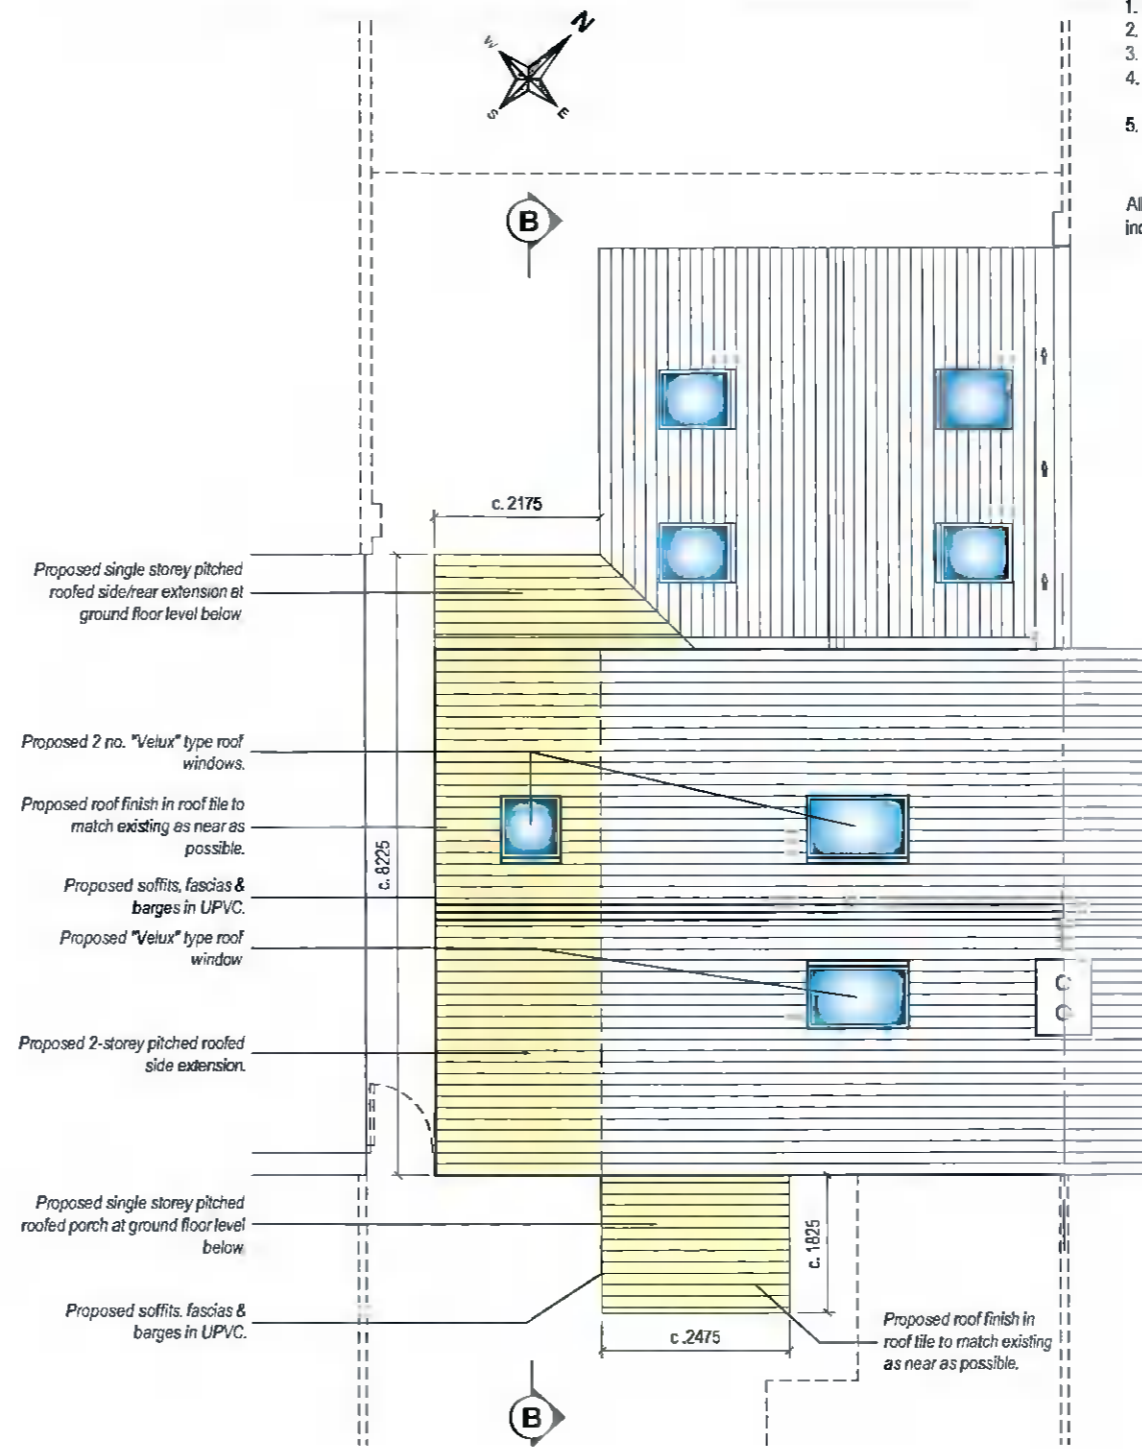 1.
2.
3.
4.
5.
All
N
W
S
E
B
c. 2175
Proposed single storey pitched
roofed side/rear extension at
ground floor level below
Proposed 2 no. "Velux" type roof
windows.
Proposed roof finish in roof tile to
match existing as near as
possible.
c. 8225
Proposed soffits, fascias &
barges in UPVC.
Proposed "Velux" type roof
window
Proposed 2-storey pitched roofed
side extension.
Proposed single storey pitched
roofed porch at ground floor level
below
c. 1825
Proposed soffits. fascias &
barges in UPVC.
c .2475
Proposed roof finish in
roof tile to match existing
as near as possible.
B